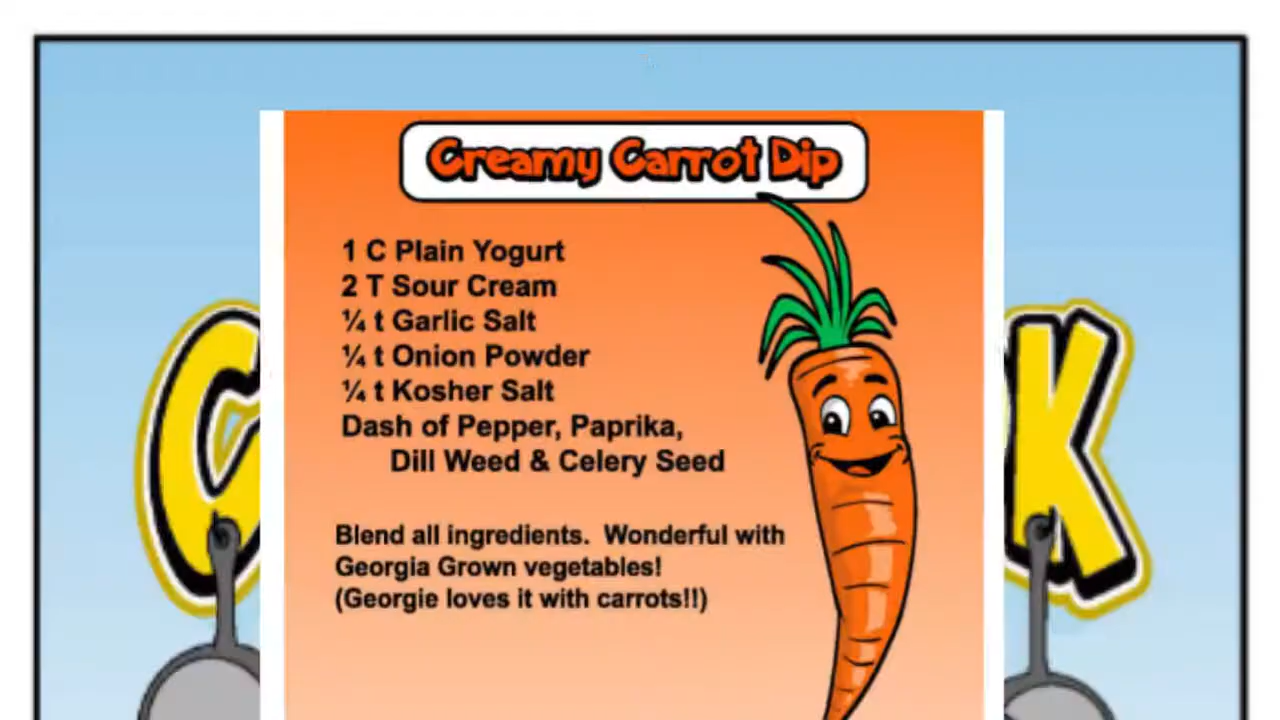 Creamy Carrot Dip
1 C Plain Yogurt
2 T Sour Cream
¼ t Garlic Salt
¼ t Onion Powder
¼ t Kosher Salt
Dash of Pepper, Paprika,
Dill Weed & Celery Seed
Blend all ingredients. Wonderful with
Georgia Grown vegetables!
(Georgie loves it with carrots!!)
C
K